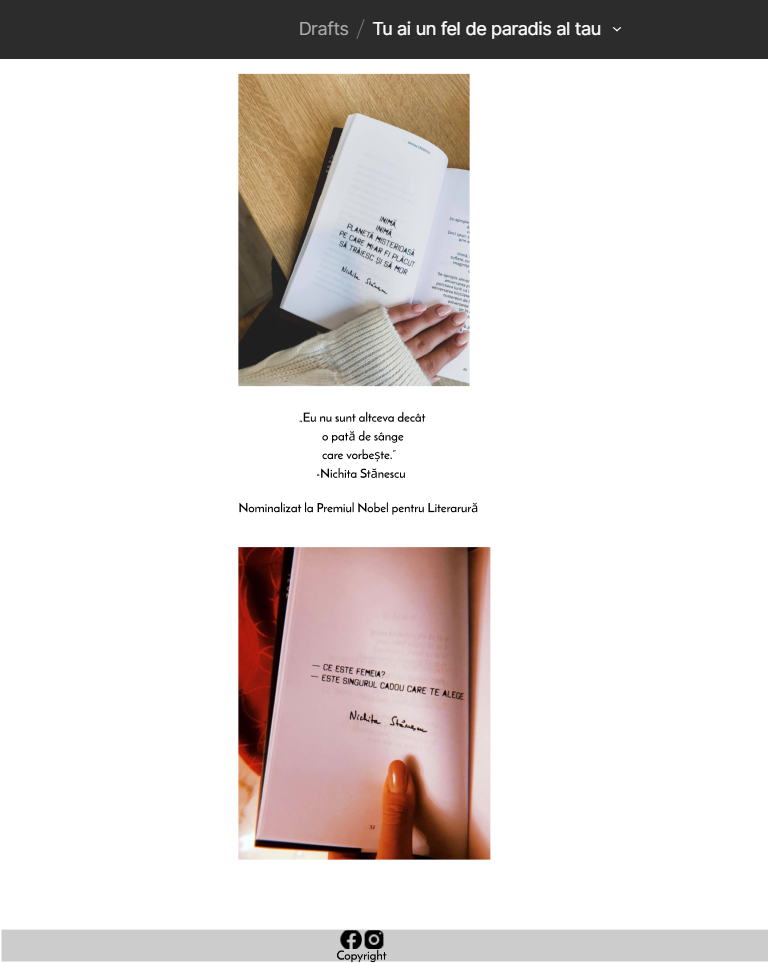 Drafts / Tu ai un fel de paradis al tau
INIMĂ
INIMĂ
PLANETĂ MISTERIOASĂ
PE CARE MI-AR FI PLĂCUT
SĂ TRĂIESC ȘI SĂ MOR
Nichita Stănescu
„Eu nu sunt altceva decât
o pată de sânge
care vorbește.”
-Nichita Stănescu
Nominalizat la Premiul Nobel pentru Literarură
— CE ESTE FEMEIA?
— ESTE SINGURUL CADOU CARE TE ALEGE
Nichita Stănescu
Copyright